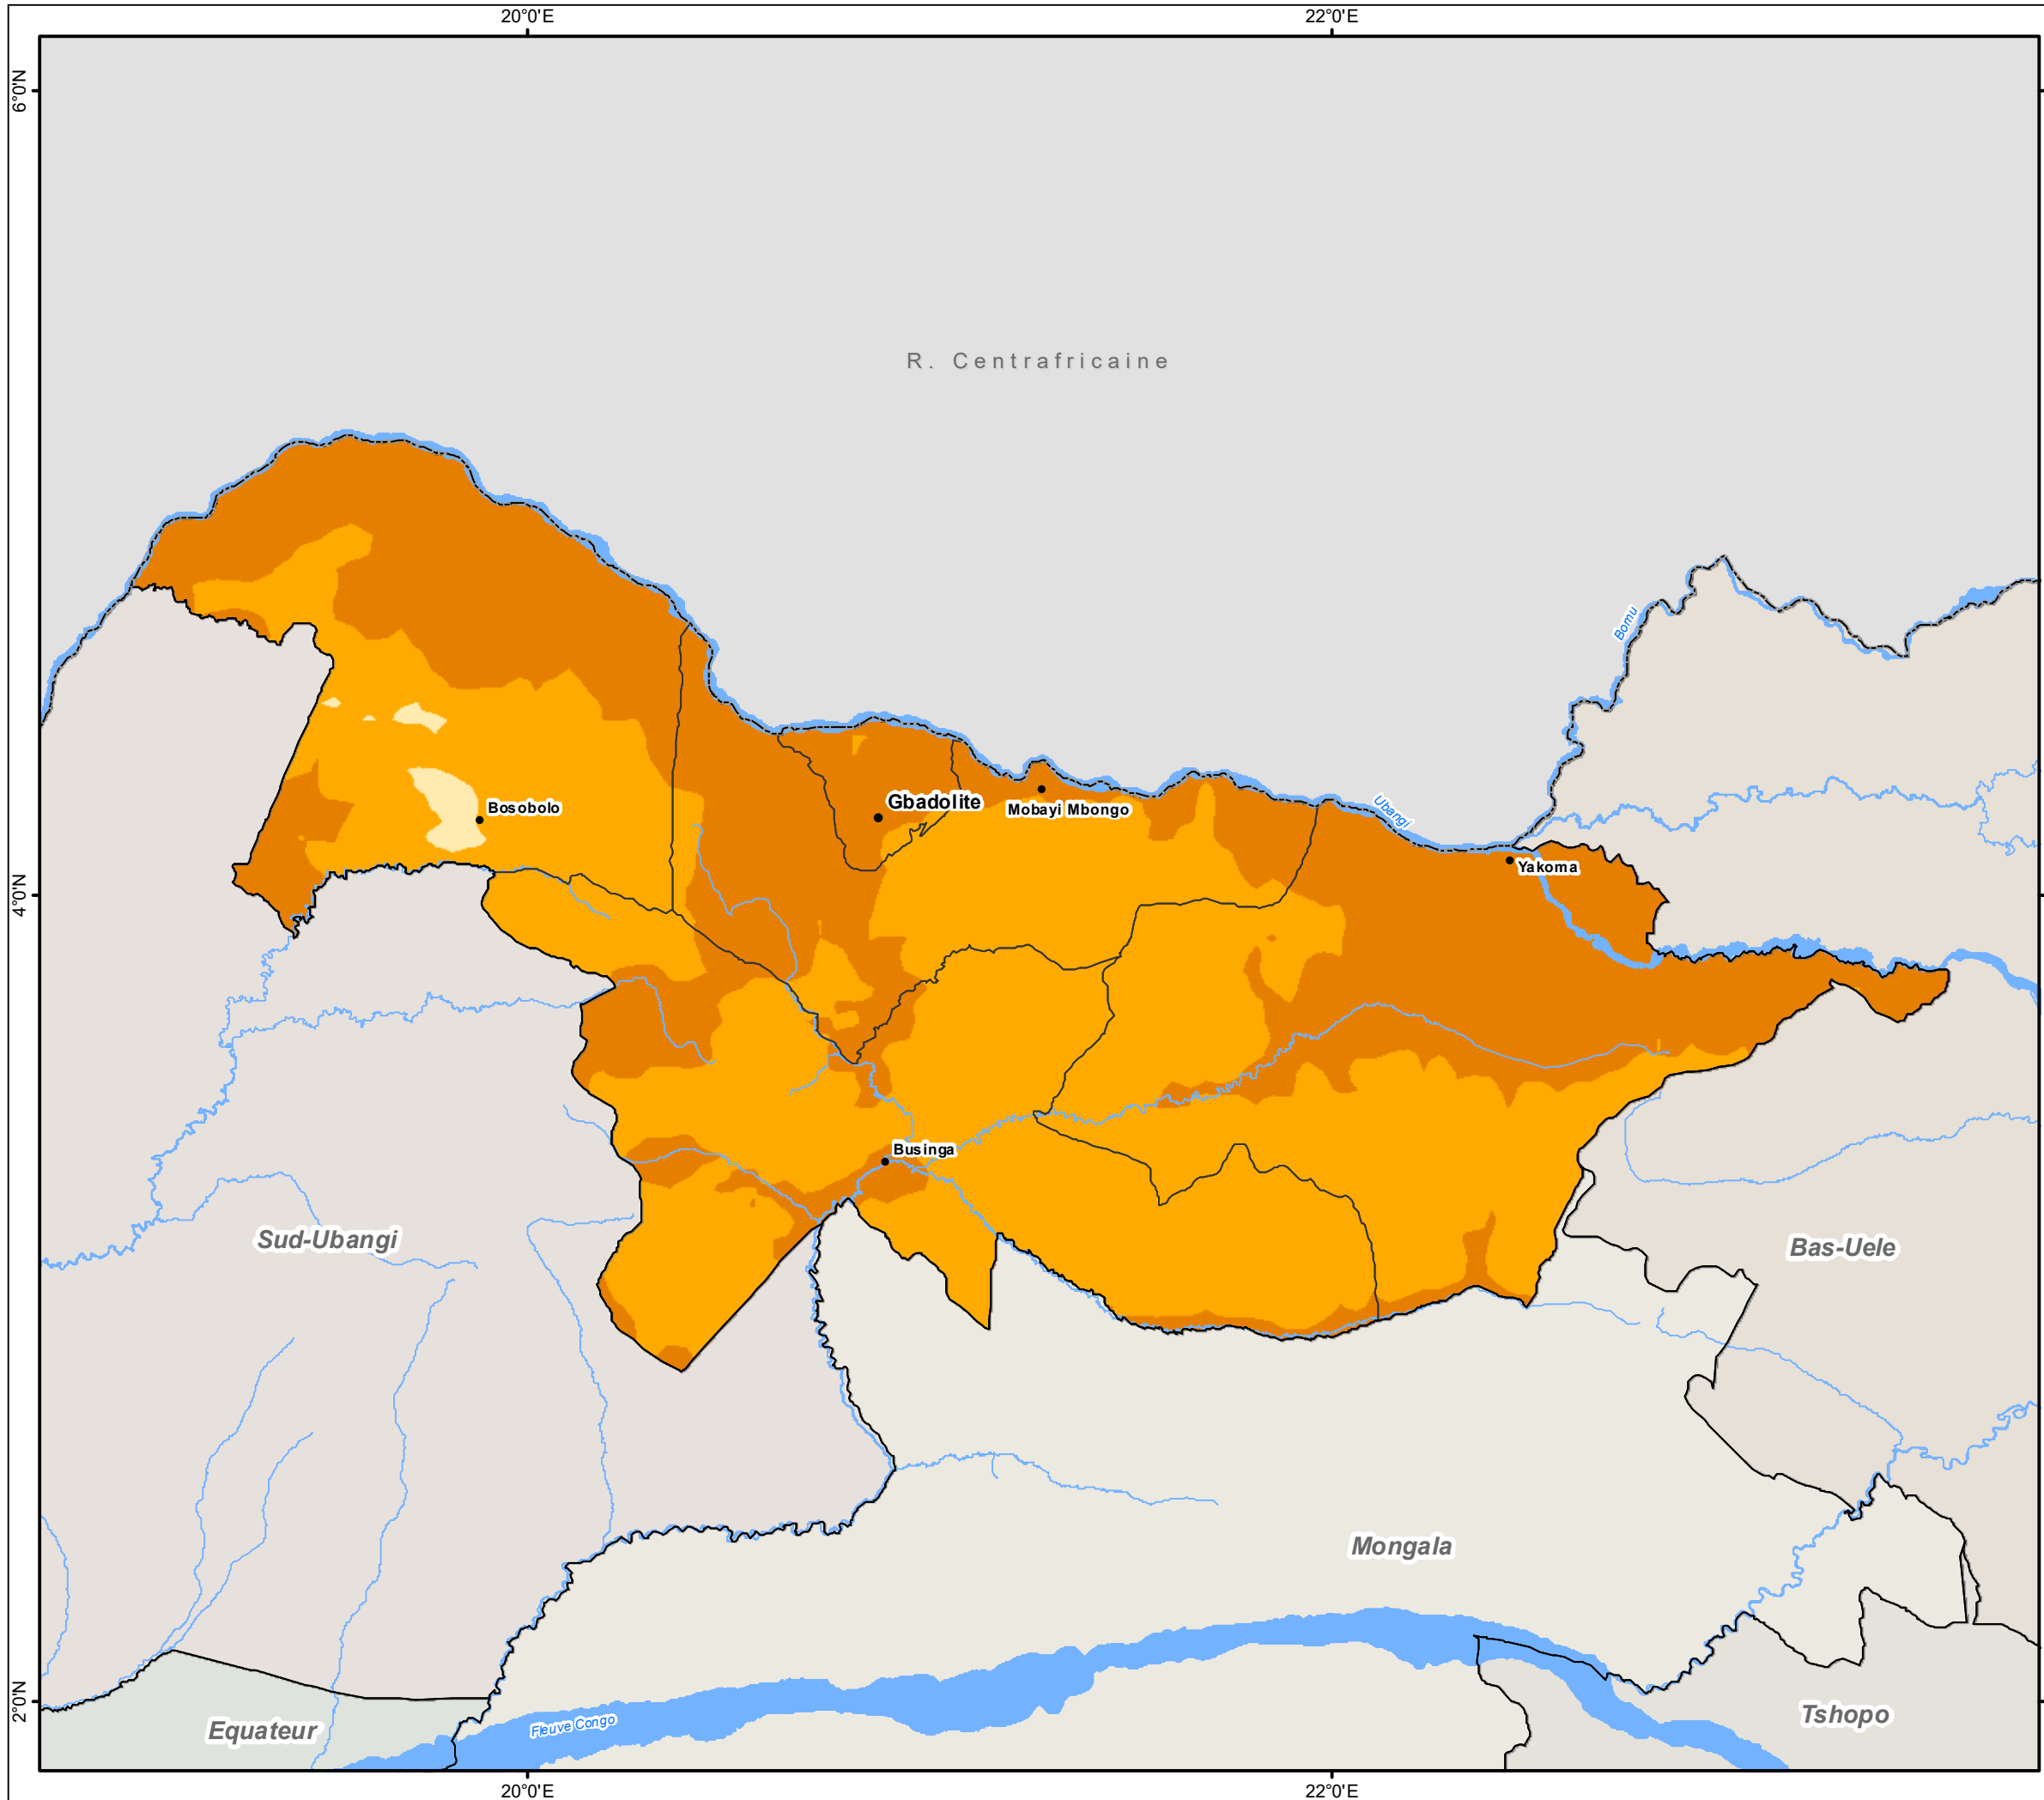 20°0'E
22°0'E
6°0'N
R. Centrafricaine
Bomu
Bosobolo
Gbadolite
Mobayi Mbongo
Ubangi
Yakoma
4°0'N
Businga
Sud-Ubangi
Bas-Uele
Mongala
2°0'N
Equateur
Fleuve Congo
Tshopo
20°0'E
22°0'E